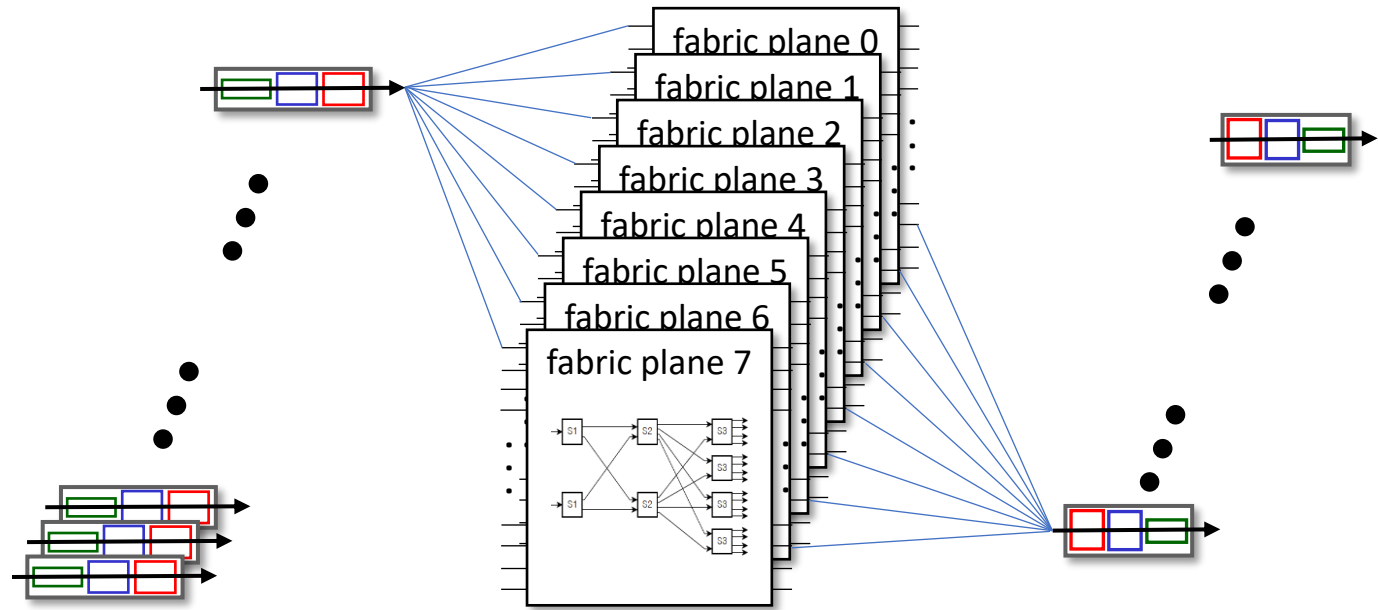 fabric plane 0
fabric plane 1
fabric plane 2
fabric plane 3
fabric plane 4
fabric plane 5
fabric plane 6
fabric plane 7
S1 S2 S3
S3
S1 S2 S3
S3